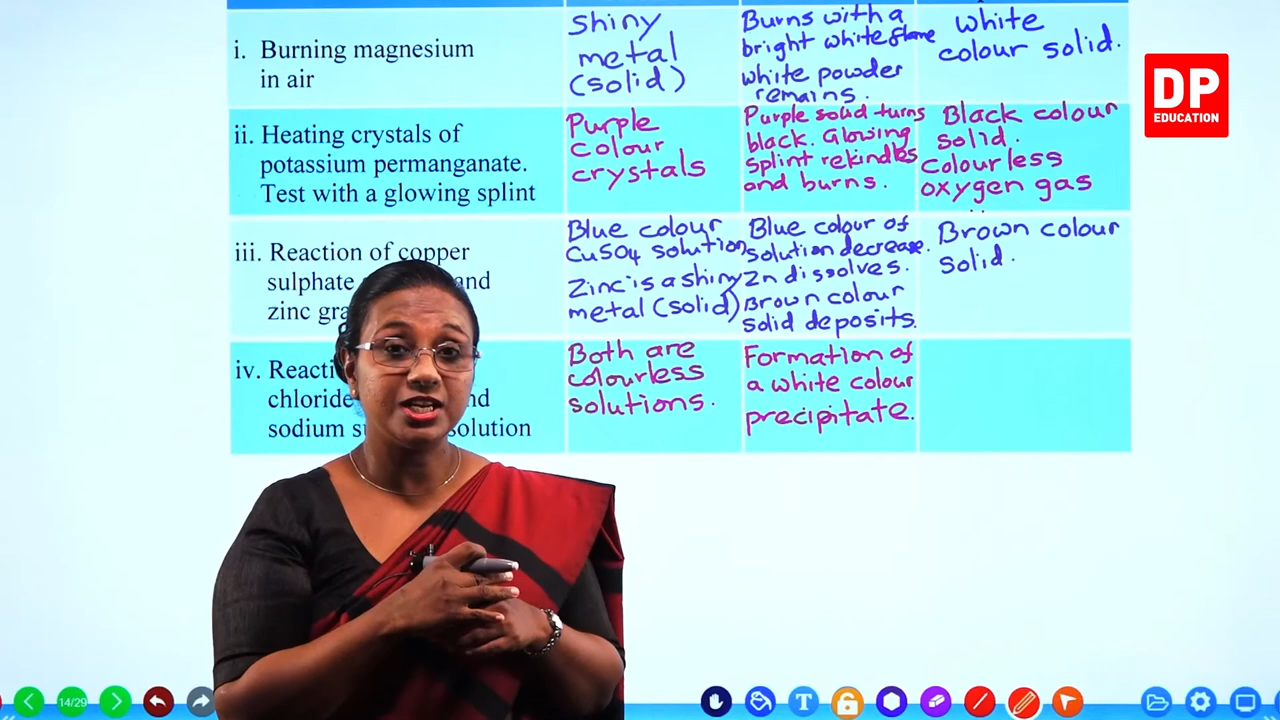 i. Burning magnesium
in air
Shiny
metal
(solid)
Burns with a
bright white flame
white powder
remains.
white
colour solid.
ii. Heating crystals of
potassium permanganate.
Test with a glowing splint
Purple
colour
crystals
Purple solid turns
black. Glowing
splint rekindles
and burns.
Black colour
solid.
colourless
oxygen gas
iii. Reaction of copper
sulphate and
zinc
Blue colour
CuSO4 solution
Zinc is a shiny
metal (solid)
Blue colour of
solution decrease.
Zn dissolves.
Brown colour
solid deposits.
Brown colour
solid.
iv.
chloride
sodium solution
Both are
colourless
solutions.
Formation of
a white colour
precipitate.
DP
EDUCATION
14/29
T